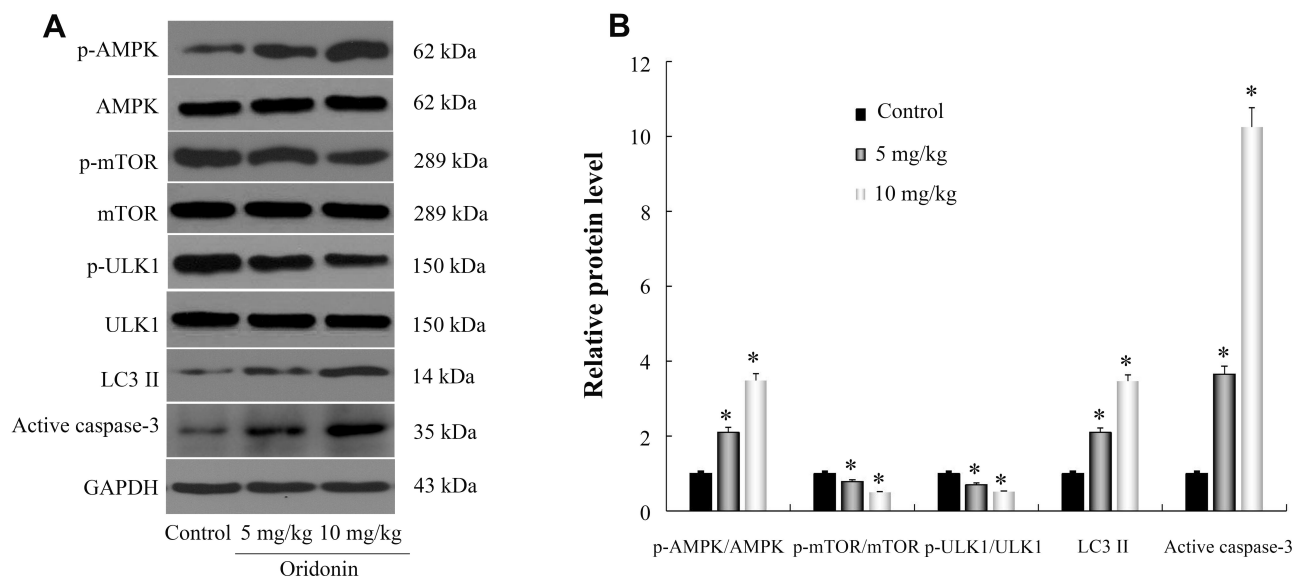 A
p-AMPK 62 kDa
AMPK 62 kDa
p-mTOR 289 kDa
mTOR 289 kDa
p-ULK1 150 kDa
ULK1 150 kDa
LC3 II 14 kDa
Active caspase-3 35 kDa
GAPDH 43 kDa
Control 5 mg/kg 10 mg/kg
Oridonin
B
Relative protein level
12
10
8
6
4
2
0
Control
5 mg/kg
10 mg/kg
* * * * * * * * * *
p-AMPK/AMPK p-mTOR/mTOR p-ULK1/ULK1 LC3 II Active caspase-3